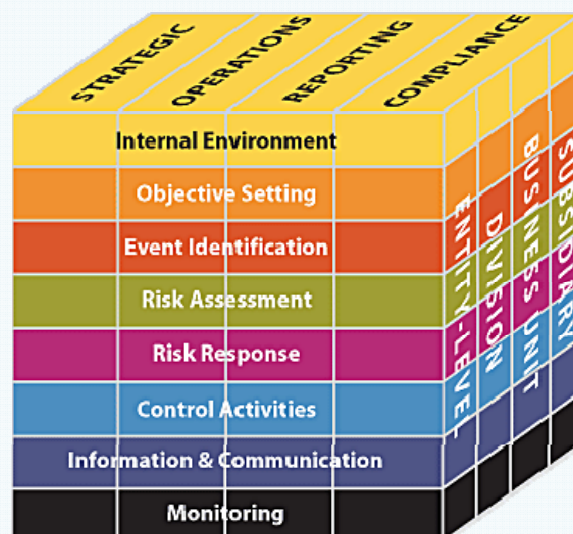 STRATEGIC
OPERATIONS
REPORTING
COMPLIANCE
Internal Environment
Objective Setting
Event Identification
Risk Assessment
Risk Response
Control Activities
Information & Communication
Monitoring
ENTITY-LEVEL
DIVISION
BUSINESS UNIT
SUBSIDIARY